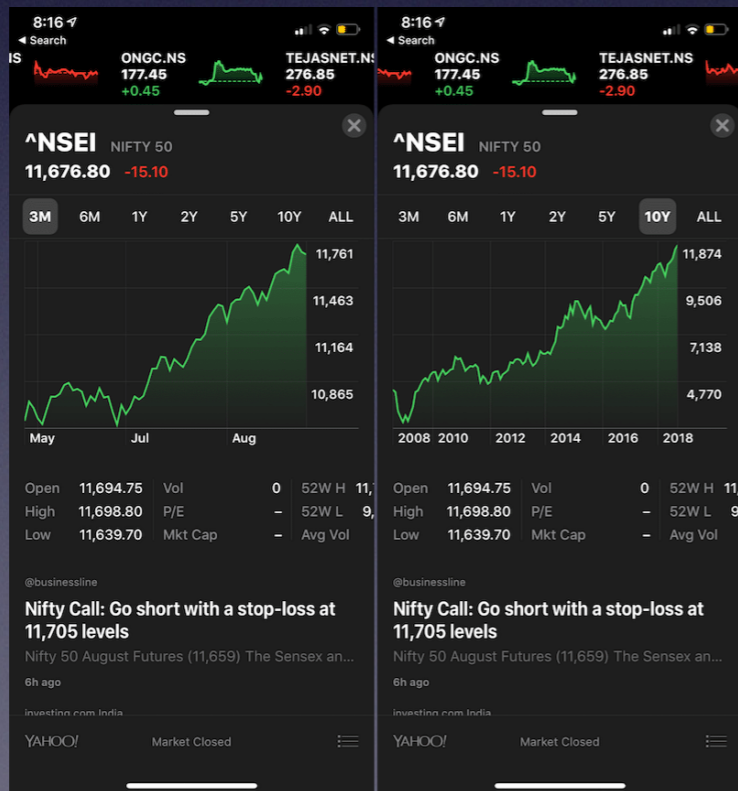 8:16
Search
NS
ONGC.NS
177.45
+0.45
TEJASNET.N
276.85
-2.90
^NSEI NIFTY 50
11,676.80 -15.10
3M 6M 1Y 2Y 5Y 10Y ALL
11,761
11,463
11,164
10,865
May Jul Aug
Open 11,694.75 Vol 0 52W H 11,
High 11,698.80 P/E – 52W L 9,
Low 11,639.70 Mkt Cap – Avg Vol
@businessline
Nifty Call: Go short with a stop-loss at
11,705 levels
Nifty 50 August Futures (11,659) The Sensex an...
6h ago
investing.com India
YAHOO! Market Closed
8:16
Search
ONGC.NS
177.45
+0.45
TEJASNET.NS
276.85
-2.90
^NSEI NIFTY 50
11,676.80 -15.10
3M 6M 1Y 2Y 5Y 10Y ALL
11,874
9,506
7,138
4,770
2008 2010 2012 2014 2016 2018
Open 11,694.75 Vol 0 52W H 11
High 11,698.80 P/E – 52W L 9
Low 11,639.70 Mkt Cap – Avg Vol
@businessline
Nifty Call: Go short with a stop-loss at
11,705 levels
Nifty 50 August Futures (11,659) The Sensex an...
6h ago
investing.com India
YAHOO! Market Closed